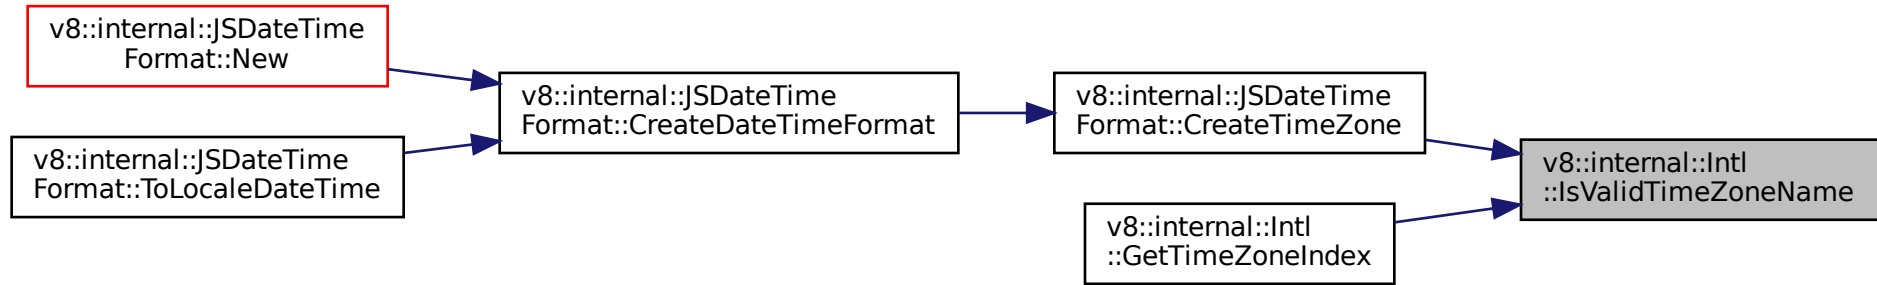 v8::internal::JSDateTime
Format::New
v8::internal::JSDateTime
Format::ToLocaleDateTime
v8::internal::JSDateTime
Format::CreateDateTimeFormat
v8::internal::JSDateTime
Format::CreateTimeZone
v8::internal::Intl
::GetTimeZoneIndex
v8::internal::Intl
::IsValidTimeZoneName